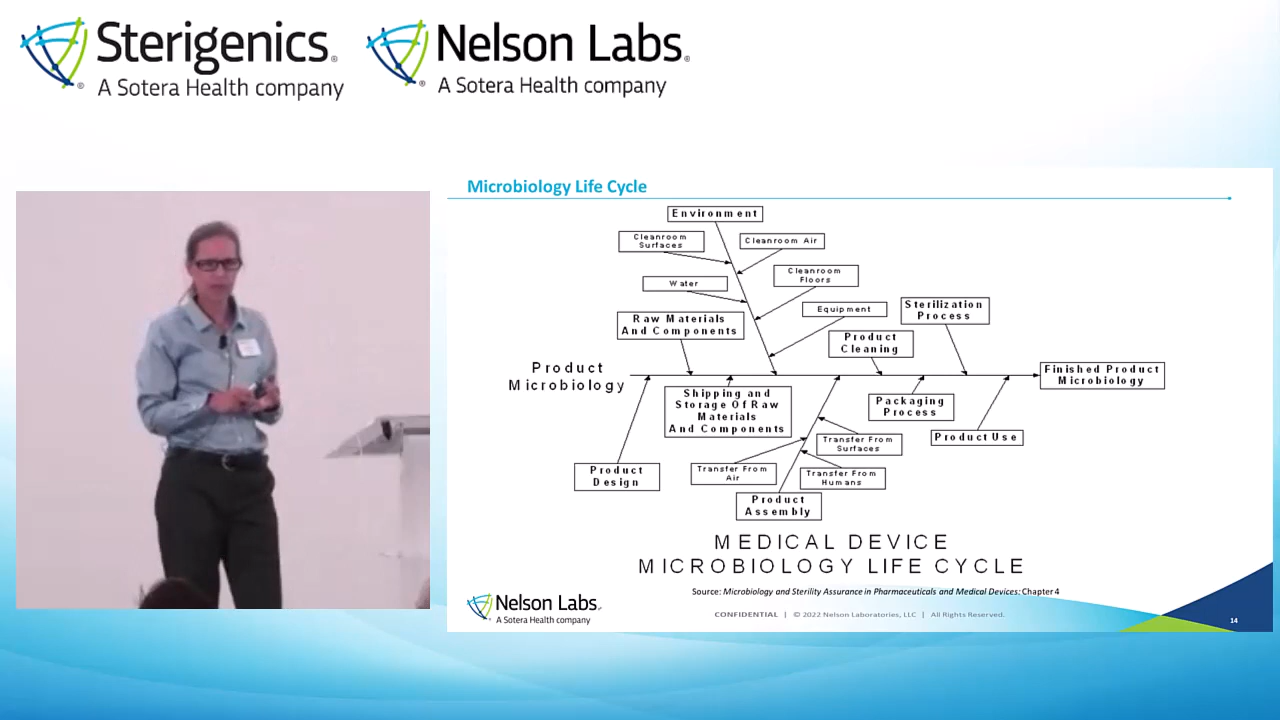 Sterigenics®
A Sotera Health company
Nelson Labs®
A Sotera Health company
Microbiology Life Cycle
Environment
Cleanroom
Surfaces
Cleanroom Air
Cleanroom
Floors
Water
Equipment
Sterilization
Process
Raw Materials
And Components
Product
Cleaning
Product
Microbiology
Finished Product
Microbiology
Shipping and
Storage Of Raw
Materials
And Components
Packaging
Process
Product Use
Transfer From
Surfaces
Product
Design
Transfer From
Air
Transfer From
Humans
Product
Assembly
MEDICAL DEVICE
MICROBIOLOGY LIFE CYCLE
Source: Microbiology and Sterility Assurance in Pharmaceuticals and Medical Devices; Chapter 4
Nelson Labs®
A Sotera Health company
CONFIDENTIAL | © 2022 Nelson Laboratories, LLC | All Rights Reserved.
14